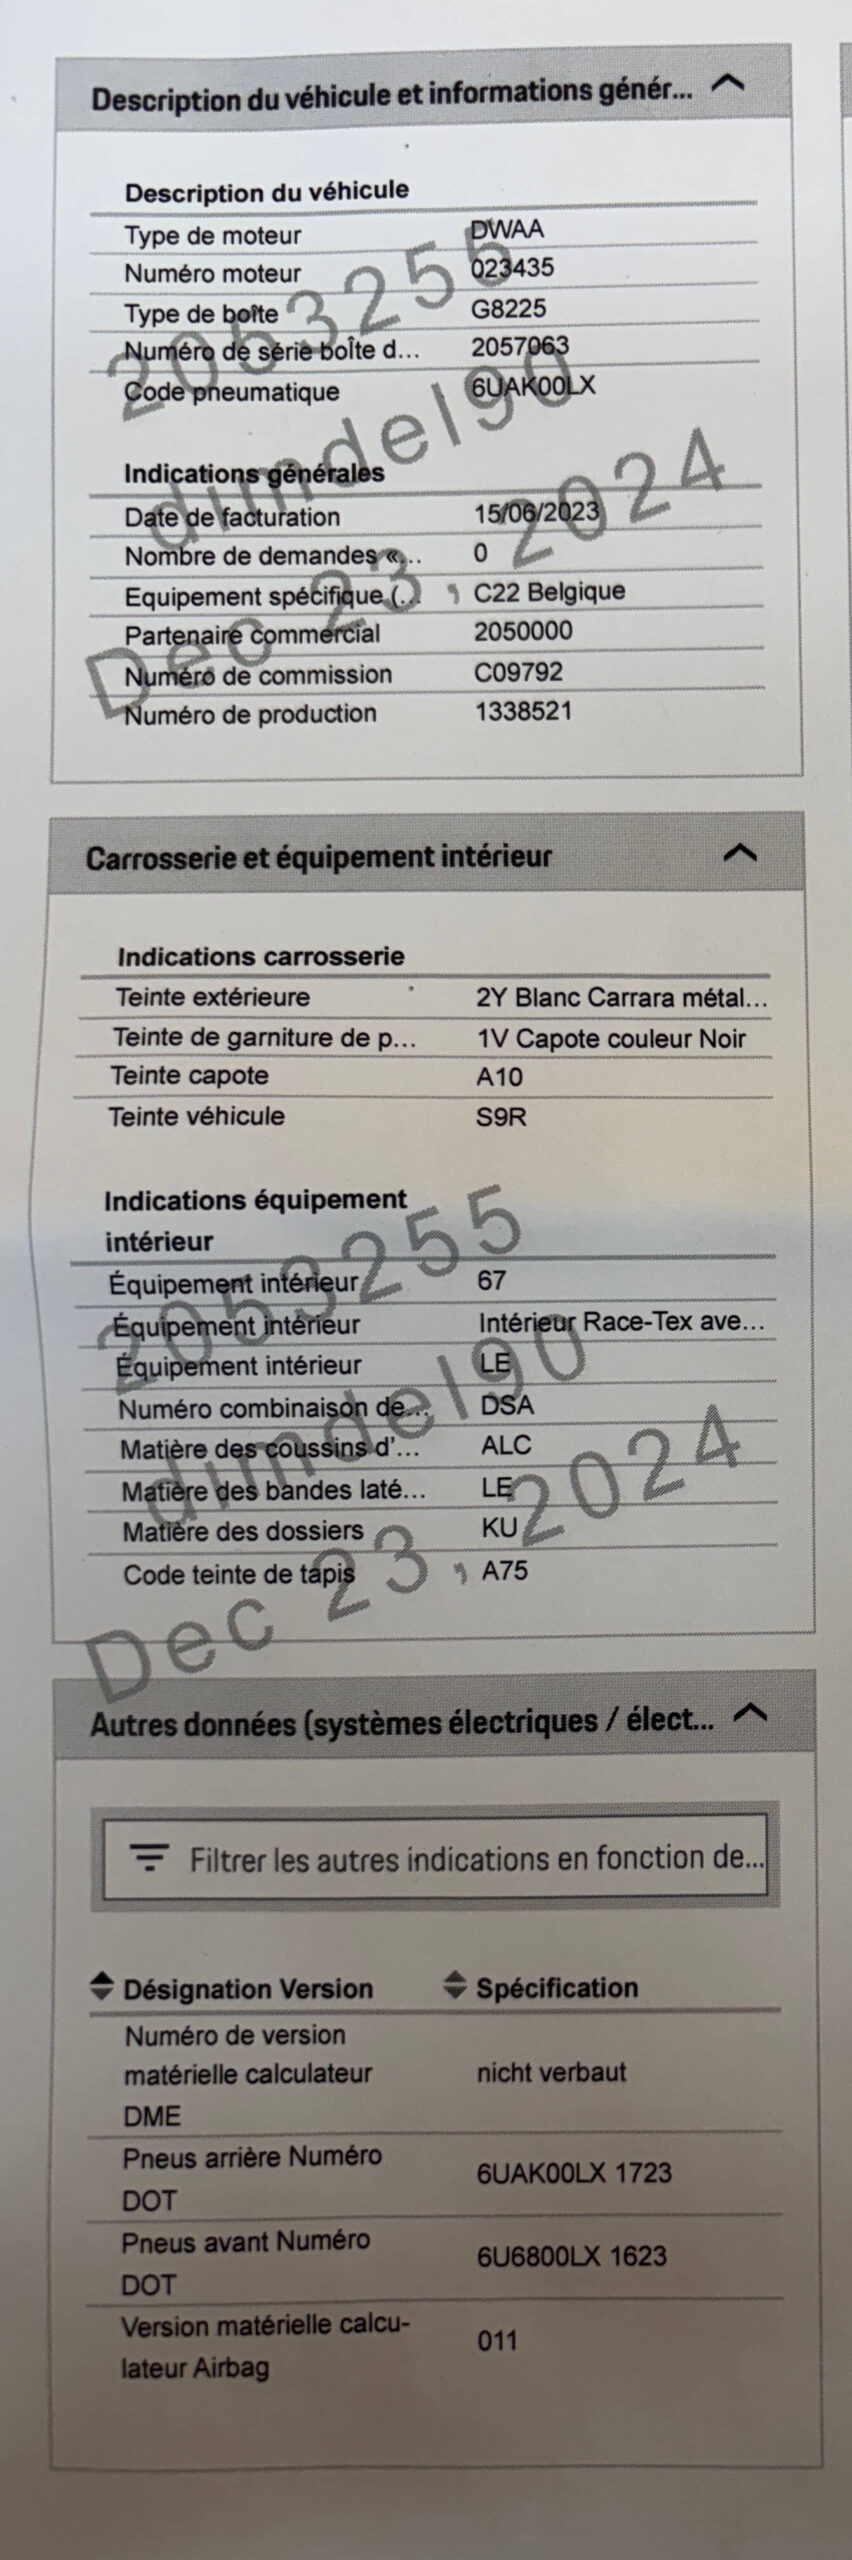 Description du véhicule et informations génér...
Description du véhicule
Type de moteur DWAA
Numéro moteur 023435
Type de boîte G8225
Numéro de série boîte d... 2057063
Code pneumatique 6UAK00LX
2053255
dimdel90
Dec 23, 2024
Indications générales
Date de facturation 15/06/2023
Nombre de demandes «... 0
Equipement spécifique (... C22 Belgique
Partenaire commercial 2050000
Numéro de commission C09792
Numéro de production 1338521
Carrosserie et équipement intérieur
Indications carrosserie
Teinte extérieure 2Y Blanc Carrara métal...
Teinte de garniture de p... 1V Capote couleur Noir
Teinte capote A10
Teinte véhicule S9R
Indications équipement
intérieur
Équipement intérieur 67
Équipement intérieur Intérieur Race-Tex ave...
Équipement intérieur LE
Numéro combinaison de... DSA
Matière des coussins d'... ALC
Matière des bandes laté... LE
Matière des dossiers KU
Code teinte de tapis A75
2053255
dimdel90
Dec 23, 2024
Autres données (systèmes électriques / élect...
Filtrer les autres indications en fonction de...
Désignation Version Spécification
Numéro de version
matérielle calculateur nicht verbaut
DME
Pneus arrière Numéro
DOT 6UAK00LX 1723
Pneus avant Numéro
DOT 6U6800LX 1623
Version matérielle calcu-
lateur Airbag 011